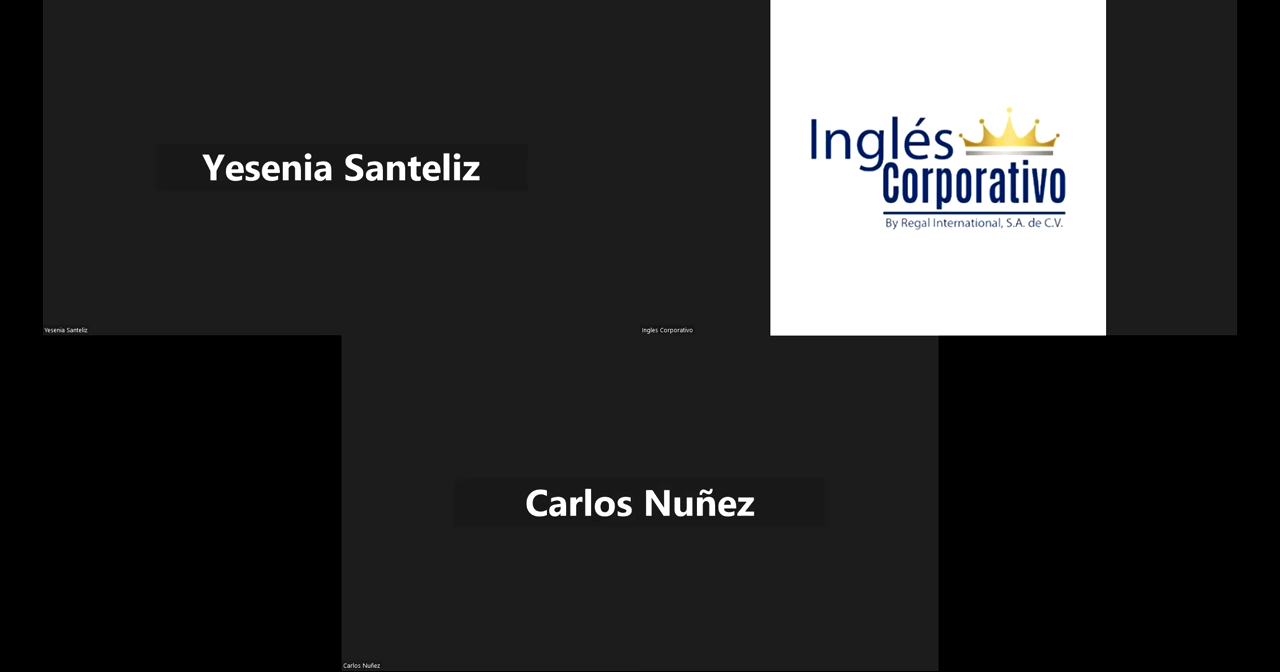 Yesenia Santeliz
Yesenia Santeliz
Inglés
Corporativo
By Regal International, S.A. de C.V.
Ingles Corporativo
Carlos Nuñez
Carlos Nuñez